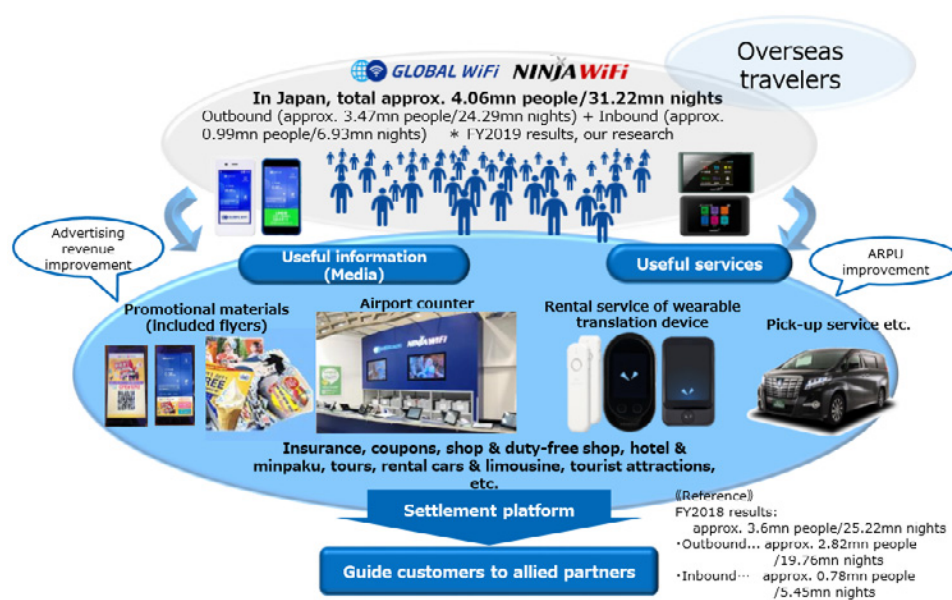 Overseas
travelers
GLOBAL WiFi NINJA WiFi
In Japan, total approx. 4.06mn people/31.22mn nights
Outbound (approx. 3.47mn people/24.29mn nights) + Inbound (approx.
0.99mn people/6.93mn nights) * FY2019 results, our research
Advertising
revenue
improvement
Useful information
(Media)
Useful services
ARPU
improvement
Promotional materials
(included flyers)
Airport counter
Rental service of wearable
translation device
Pick-up service etc.
NINJA WiFi
FREE
Insurance, coupons, shop & duty-free shop, hotel &
minpaku, tours, rental cars & limousine, tourist attractions,
etc.
Settlement platform
Guide customers to allied partners
⟪Reference⟫
FY2018 results:
approx. 3.6mn people/25.22mn nights
・Outbound... approx. 2.82mn people
/19.76mn nights
・Inbound… approx. 0.78mn people
/5.45mn nights